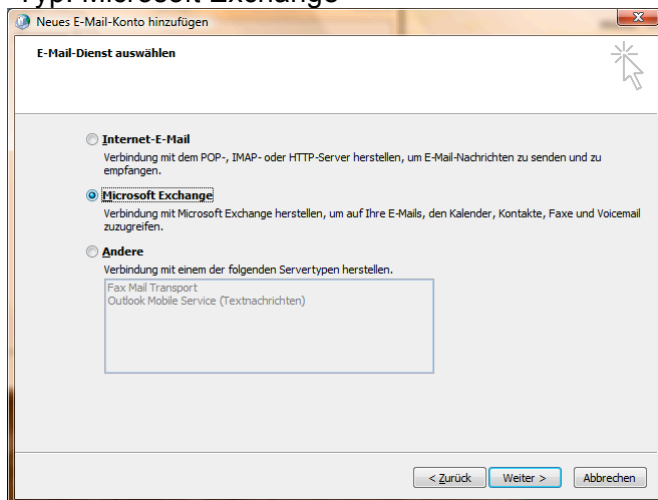 Typ: Microsoft Exchange
Neues E-Mail-Konto hinzufügen
E-Mail-Dienst auswählen
Internet-E-Mail
Verbindung mit dem POP-, IMAP- oder HTTP-Server herstellen, um E-Mail-Nachrichten zu senden und zu
empfangen.
Microsoft Exchange
Verbindung mit Microsoft Exchange herstellen, um auf Ihre E-Mails, den Kalender, Kontakte, Faxe und Voicemail
zuzugreifen.
Andere
Verbindung mit einem der folgenden Servertypen herstellen.
Fax Mail Transport
Outlook Mobile Service (Textnachrichten)
< Zurück Weiter > Abbrechen